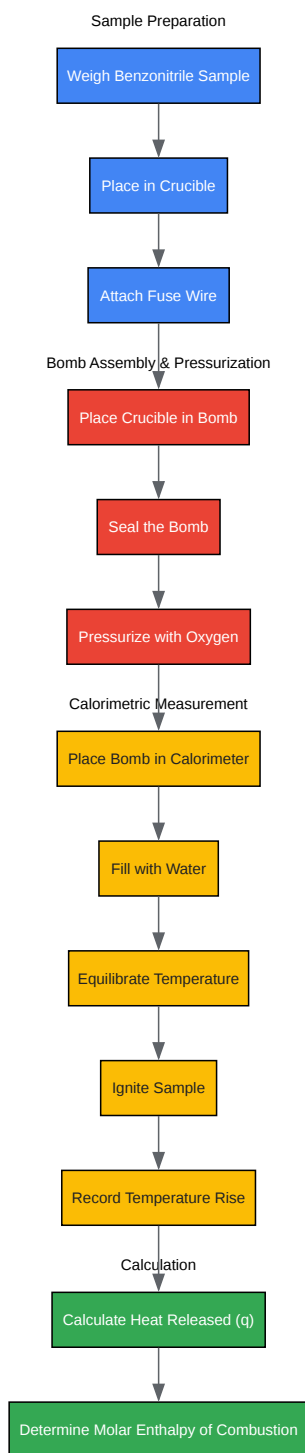 Sample Preparation
Weigh Benzonitrile Sample
Place in Crucible
Attach Fuse Wire
Bomb Assembly & Pressurization
Place Crucible in Bomb
Seal the Bomb
Pressurize with Oxygen
Calorimetric Measurement
Place Bomb in Calorimeter
Fill with Water
Equilibrate Temperature
Ignite Sample
Record Temperature Rise
Calculation
Calculate Heat Released (q)
Determine Molar Enthalpy of Combustion